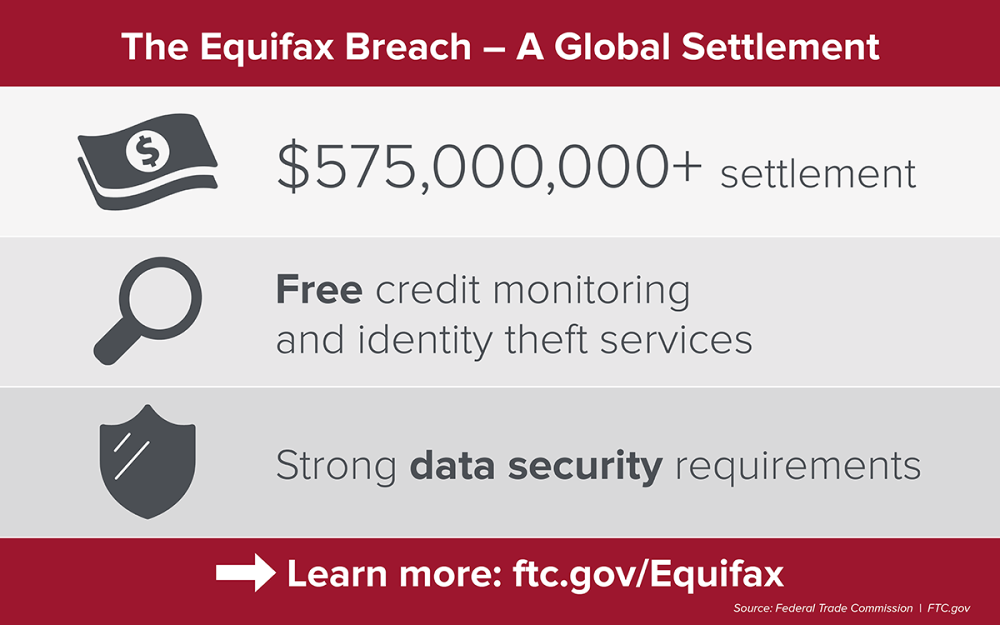 The Equifax Breach – A Global Settlement
$
$575,000,000+ settlement
Free credit monitoring
and identity theft services
Strong data security requirements
Learn more: ftc.gov/Equifax
Source: Federal Trade Commission | FTC.gov